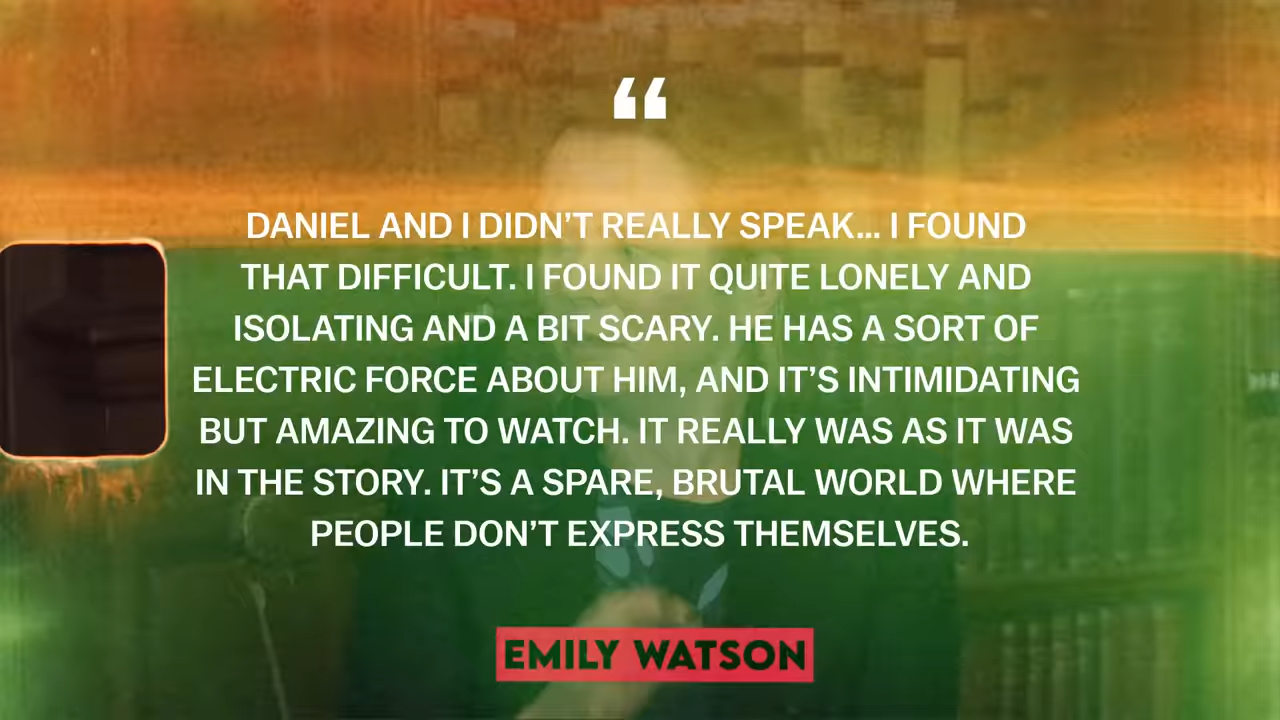 “
DANIEL AND I DIDN’T REALLY SPEAK... I FOUND
THAT DIFFICULT. I FOUND IT QUITE LONELY AND
ISOLATING AND A BIT SCARY. HE HAS A SORT OF
ELECTRIC FORCE ABOUT HIM, AND IT’S INTIMIDATING
BUT AMAZING TO WATCH. IT REALLY WAS AS IT WAS
IN THE STORY. IT’S A SPARE, BRUTAL WORLD WHERE
PEOPLE DON’T EXPRESS THEMSELVES.
EMILY WATSON